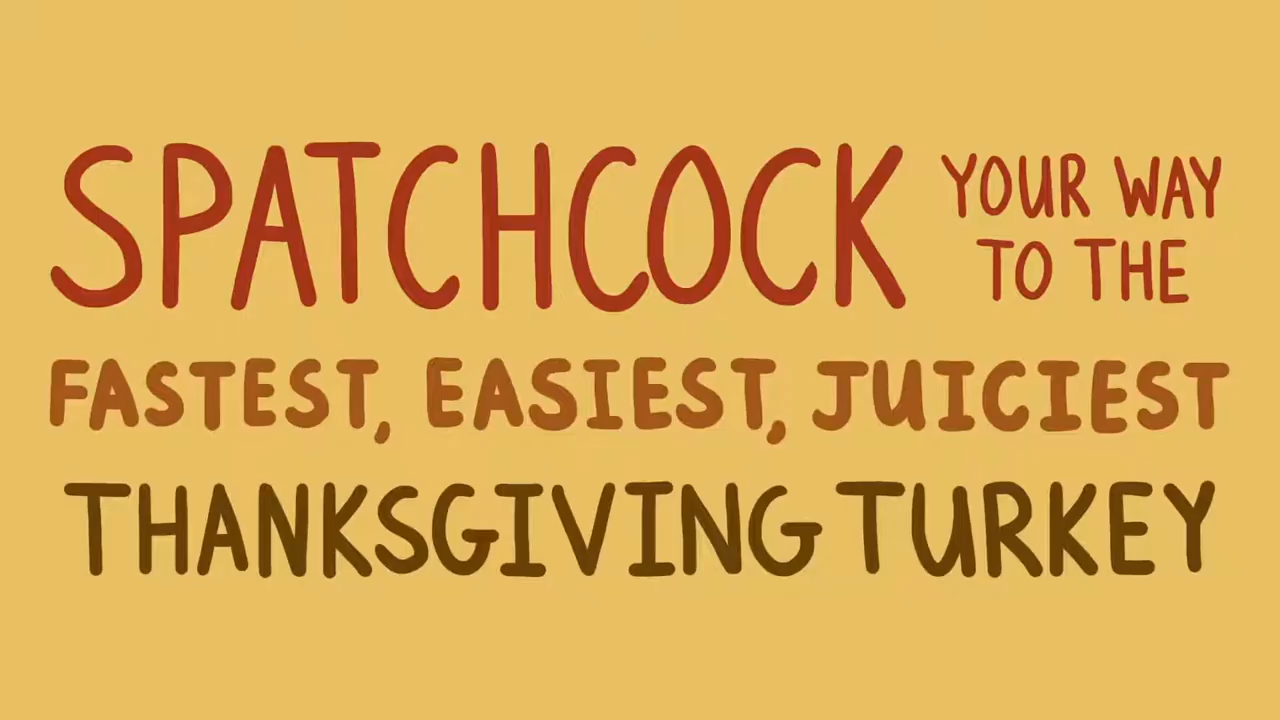 SPATCHCOCK YOUR WAY
TO THE
FASTEST, EASIEST, JUICIEST
THANKSGIVING TURKEY